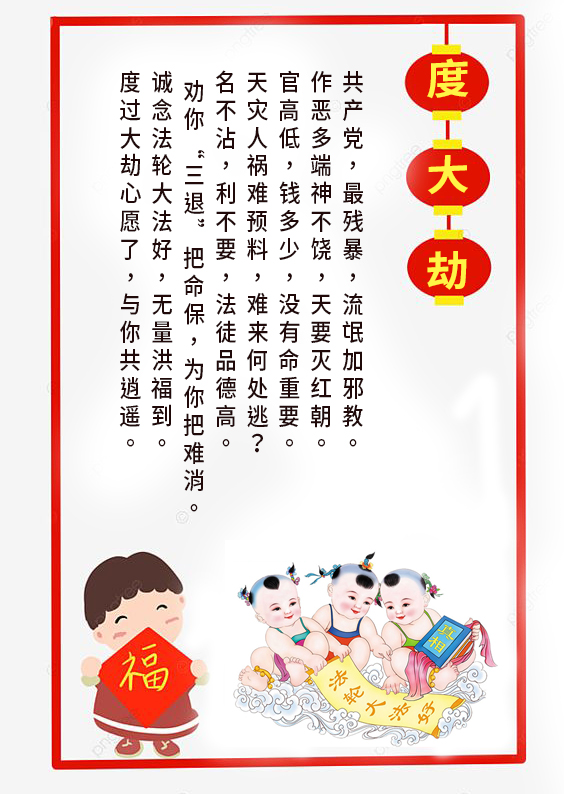 度大劫
共产党，最残暴，流氓加邪教。
作恶多端神不饶，天要灭红朝。
官高低，钱多少，没有命重要。
天灾人祸难预料，难来何处逃？
名不沾，利不要，法徒品德高。
劝你“三退”把命保，为你把难消。
诚念法轮大法好，无量洪福到。
度过大劫心愿了，与你共逍遥。
福
真相
法轮大法好